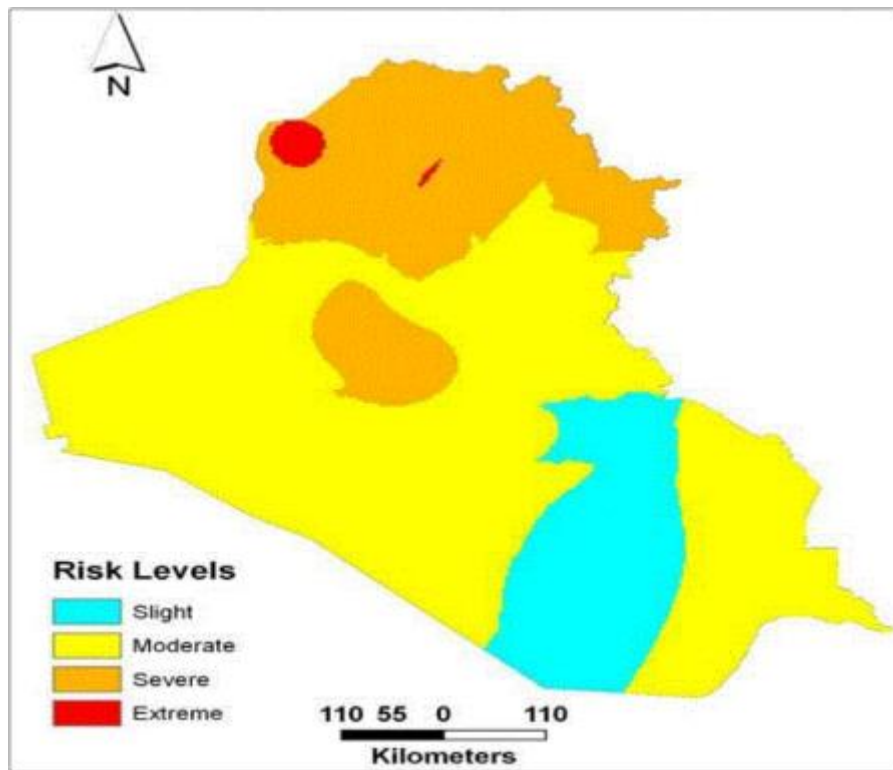 N
Risk Levels
Slight
Moderate
Severe
Extreme
110 55 0 110
Kilometers